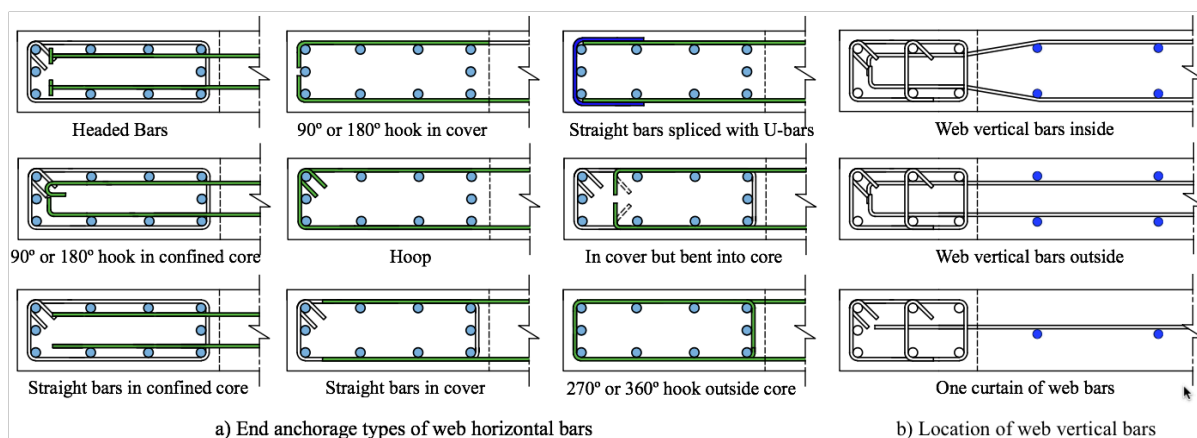 Headed Bars
90º or 180º hook in cover
Straight bars spliced with U-bars
Web vertical bars inside
90º or 180º hook in confined core
Hoop
In cover but bent into core
Web vertical bars outside
Straight bars in confined core
Straight bars in cover
270º or 360º hook outside core
One curtain of web bars
a) End anchorage types of web horizontal bars
b) Location of web vertical bars